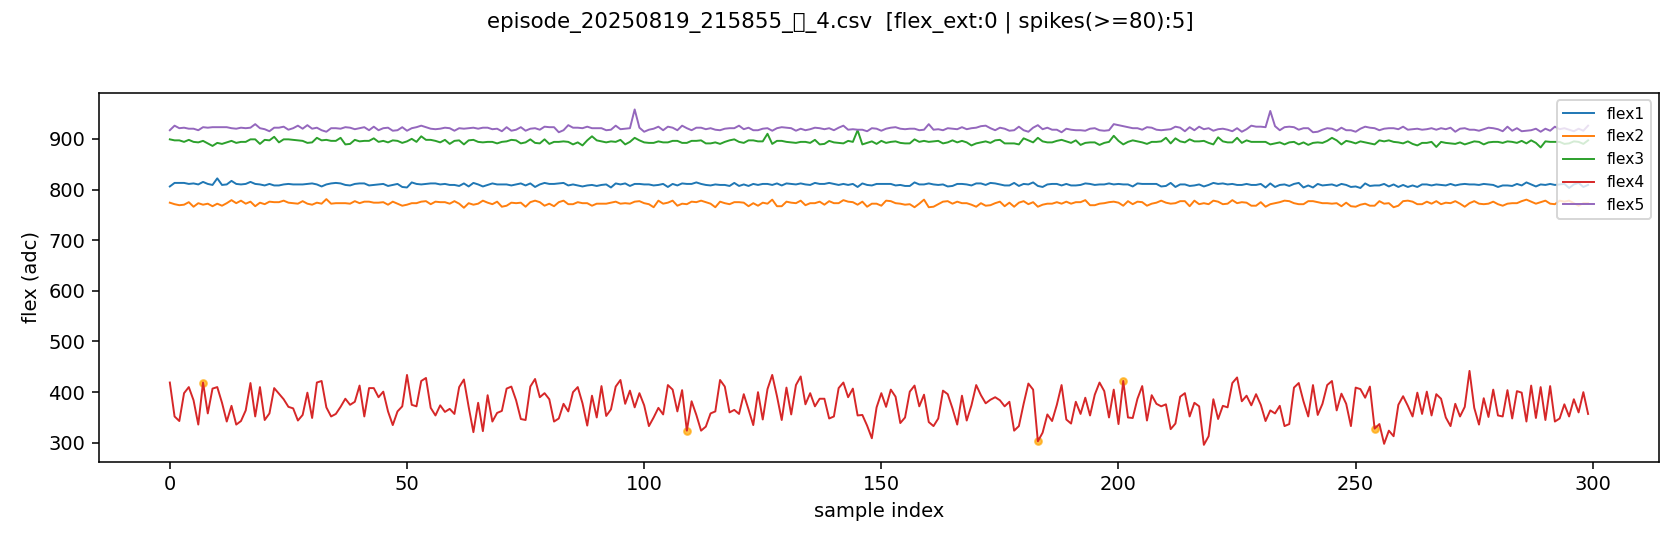 episode_20250819_215855_▯_4.csv  [flex_ext:0 | spikes(>=80):5]
flex (adc)
900
800
700
600
500
400
300
flex1
flex2
flex3
flex4
flex5
0
50
100
150
200
250
300
sample index